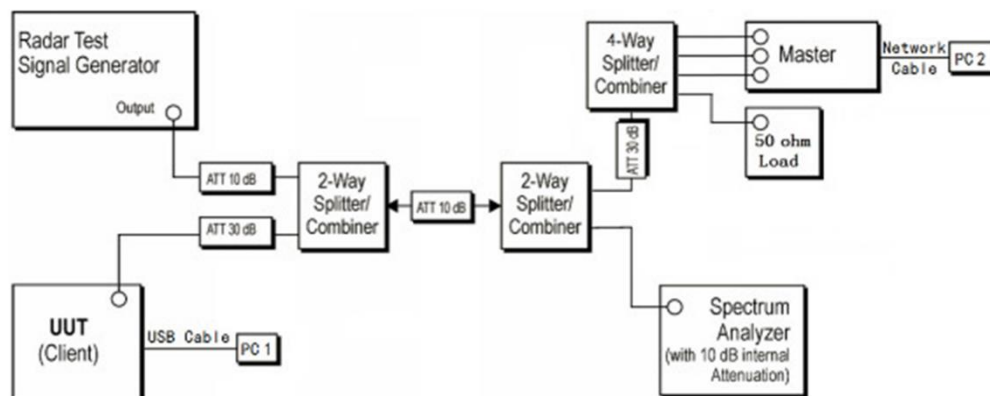 Radar Test
Signal Generator
Output
ATT 10 dB
2-Way
Splitter/
Combiner
ATT 30 dB
UUT
(Client)
USB Cable
PC 1
ATT 10 dB
2-Way
Splitter/
Combiner
ATT 30 dB
4-Way
Splitter/
Combiner
Master
Network
Cable
PC 2
50 ohm
Load
Spectrum
Analyzer
(with 10 dB internal
Attenuation)